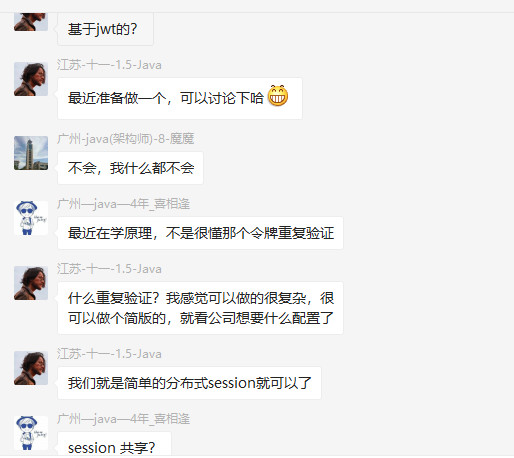 基于jwt的?
江苏-十一-1.5-Java
最近准备做一个，可以讨论下哈
广州-java(架构师)-8-魔魔
不会，我什么都不会
广州—java—4年_喜相逢
最近在学原理，不是很懂那个令牌重复验证
江苏-十一-1.5-Java
什么重复验证？我感觉可以做的很复杂，很
可以做个简版的，就看公司想要什么配置了
江苏-十一-1.5-Java
我们就是简单的分布式session就可以了
广州—java—4年_喜相逢
session 共享?